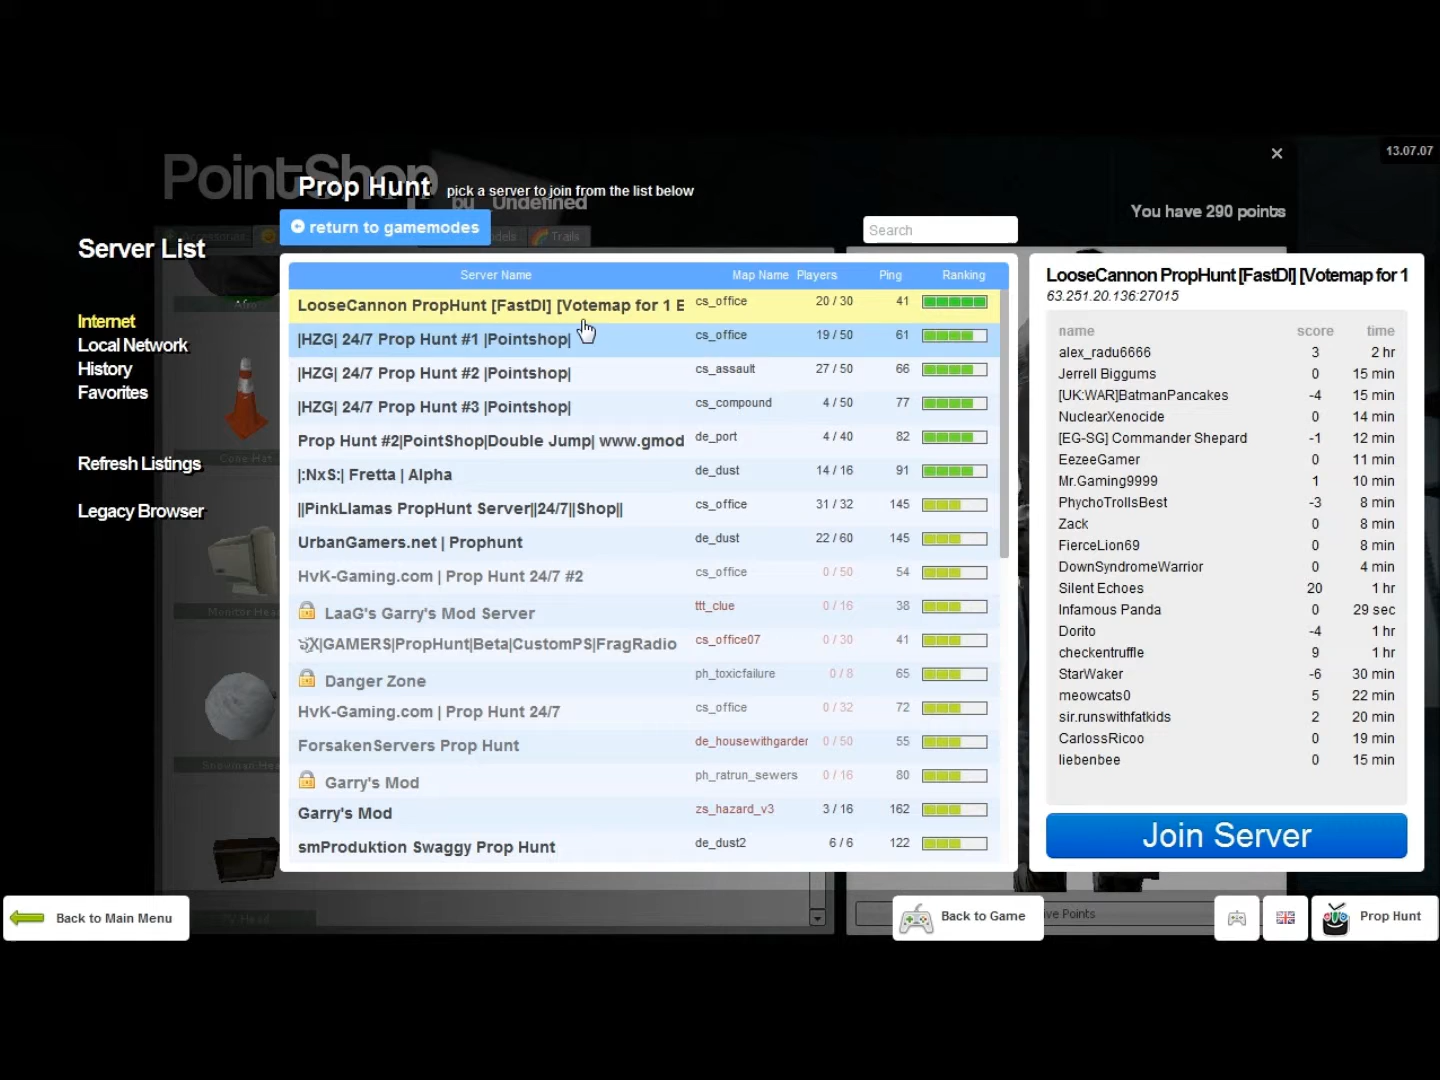 PointShop
by Undefined
Prop Hunt pick a server to join from the list below
13.07.07
You have 290 points
return to gamemodes
Trails
Search
Server List
Internet
Local Network
History
Favorites
Refresh Listings
Legacy Browser
Server Name Map Name Players Ping Ranking
LooseCannon PropHunt [FastDl] [Votemap for 1 E cs_office 20 / 30 41
|HZG| 24/7 Prop Hunt #1 |Pointshop| cs_office 19 / 50 61
|HZG| 24/7 Prop Hunt #2 |Pointshop| cs_assault 27 / 50 66
|HZG| 24/7 Prop Hunt #3 |Pointshop| cs_compound 4 / 50 77
Prop Hunt #2|PointShop|Double Jump| www.gmod de_port 4 / 40 82
|:NxS:| Fretta | Alpha de_dust 14 / 16 91
||PinkLlamas PropHunt Server||24/7||Shop|| cs_office 31 / 32 145
UrbanGamers.net | Prophunt de_dust 22 / 60 145
HvK-Gaming.com | Prop Hunt 24/7 #2 cs_office 0 / 50 54
LaaG's Garry's Mod Server ttt_clue 0 / 16 38
X|GAMERS|PropHunt|Beta|CustomPS|FragRadio cs_office07 0 / 30 41
Danger Zone ph_toxicfailure 0 / 8 65
HvK-Gaming.com | Prop Hunt 24/7 cs_office 0 / 32 72
ForsakenServers Prop Hunt de_housewithgarden 0 / 50 55
Garry's Mod ph_ratrun_sewers 0 / 16 80
Garry's Mod zs_hazard_v3 3 / 16 162
smProduktion Swaggy Prop Hunt de_dust2 6 / 6 122
LooseCannon PropHunt [FastDl] [Votemap for 1
63.251.20.136:27015
name score time
alex_radu6666 3 2 hr
Jerrell Biggums 0 15 min
[UK:WAR]BatmanPancakes -4 15 min
NuclearXenocide 0 14 min
[EG-SG] Commander Shepard -1 12 min
EezeeGamer 0 11 min
Mr.Gaming9999 1 10 min
PhychoTrollsBest -3 8 min
Zack 0 8 min
FierceLion69 0 8 min
DownSyndromeWarrior 0 4 min
Silent Echoes 20 1 hr
Infamous Panda 0 29 sec
Dorito -4 1 hr
checkentruffle 9 1 hr
StarWaker -6 30 min
meowcats0 5 22 min
sir.runswithfatkids 2 20 min
CarlossRicoo 0 19 min
liebenbee 0 15 min
Join Server
Afro
Cone Hat
Monitor Hea
Snowman Hea
TV Head
Back to Main Menu
Back to Game
ve Points
Prop Hunt